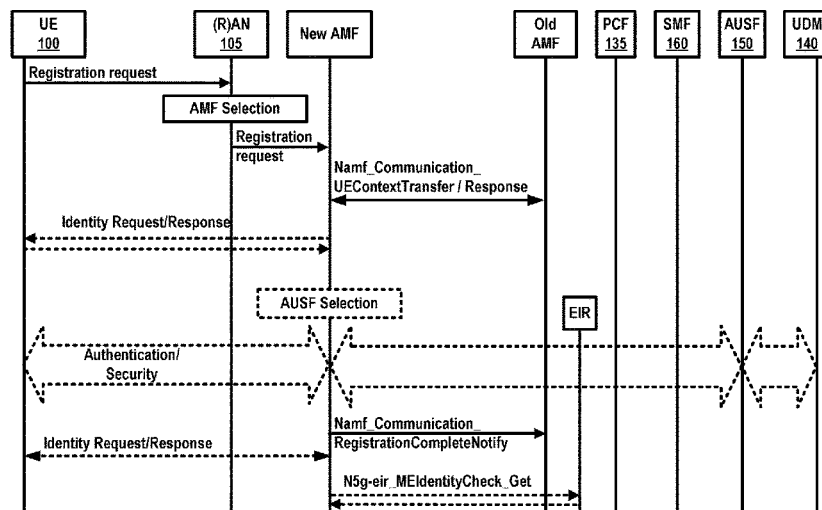 UE
100
(R)AN
105
New AMF
Old
AMF
PCF
135
SMF
160
AUSF
150
UDM
140
Registration request
AMF Selection
Registration
request
Namf_Communication_
UEContextTransfer / Response
Identity Request/Response
AUSF Selection
EIR
Authentication/
Security
Namf_Communication_
RegistrationCompleteNotify
Identity Request/Response
N5g-eir_MEIdentityCheck_Get